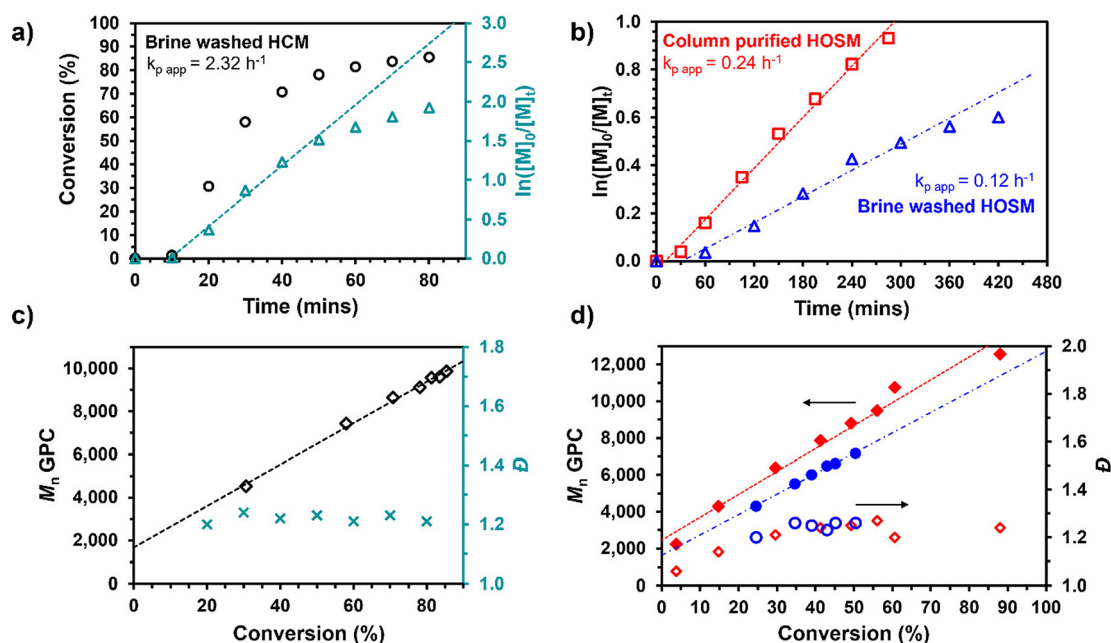 a)
Brine washed HCM
kp app = 2.32 h-1
Conversion (%)
100
90
80
70
60
50
40
30
20
10
0
3.0
2.5
2.0
1.5
1.0
0.5
0.0
ln([M]0/[M]t)
0 20 40 60 80
Time (mins)
b)
Column purified HOSM
kp app = 0.24 h-1
kp app = 0.12 h-1
Brine washed HOSM
ln([M]0/[M]t)
1.0
0.8
0.6
0.4
0.2
0.0
0 60 120 180 240 300 360 420 480
Time (mins)
c)
Mn GPC
10,000
8,000
6,000
4,000
2,000
0
1.8
1.7
1.6
1.5
1.4
1.3
1.2
1.1
1.0
Đ
0 20 40 60 80
Conversion (%)
d)
Mn GPC
12,000
10,000
8,000
6,000
4,000
2,000
0
2.0
1.8
1.6
1.4
1.2
1.0
Đ
0 10 20 30 40 50 60 70 80 90 100
Conversion (%)